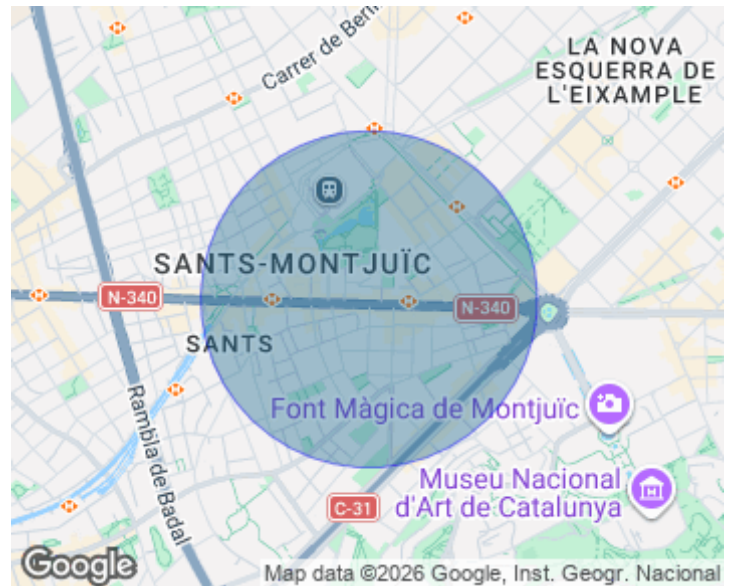 Carrer de Berli
LA NOVA
ESQUERRA DE
L'EIXAMPLE
SANTS-MONTJUÏC
N-340
N-340
SANTS
Rambla de Badal
Font Màgica de Montjuïc
Museu Nacional
d'Art de Catalunya
C-31
Google
Map data ©2026 Google, Inst. Geogr. Nacional